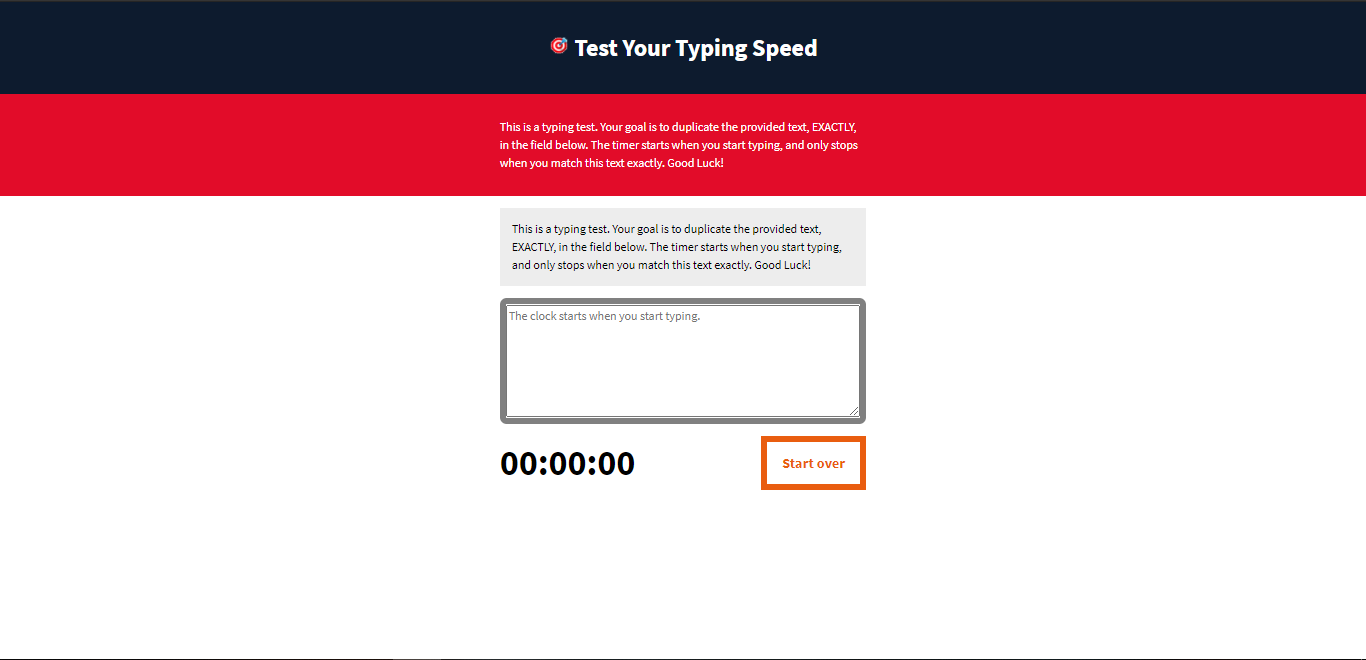 Test Your Typing Speed
This is a typing test. Your goal is to duplicate the provided text, EXACTLY,
in the field below. The timer starts when you start typing, and only stops
when you match this text exactly. Good Luck!
This is a typing test. Your goal is to duplicate the provided text,
EXACTLY, in the field below. The timer starts when you start typing,
and only stops when you match this text exactly. Good Luck!
The clock starts when you start typing.
00:00:00
Start over